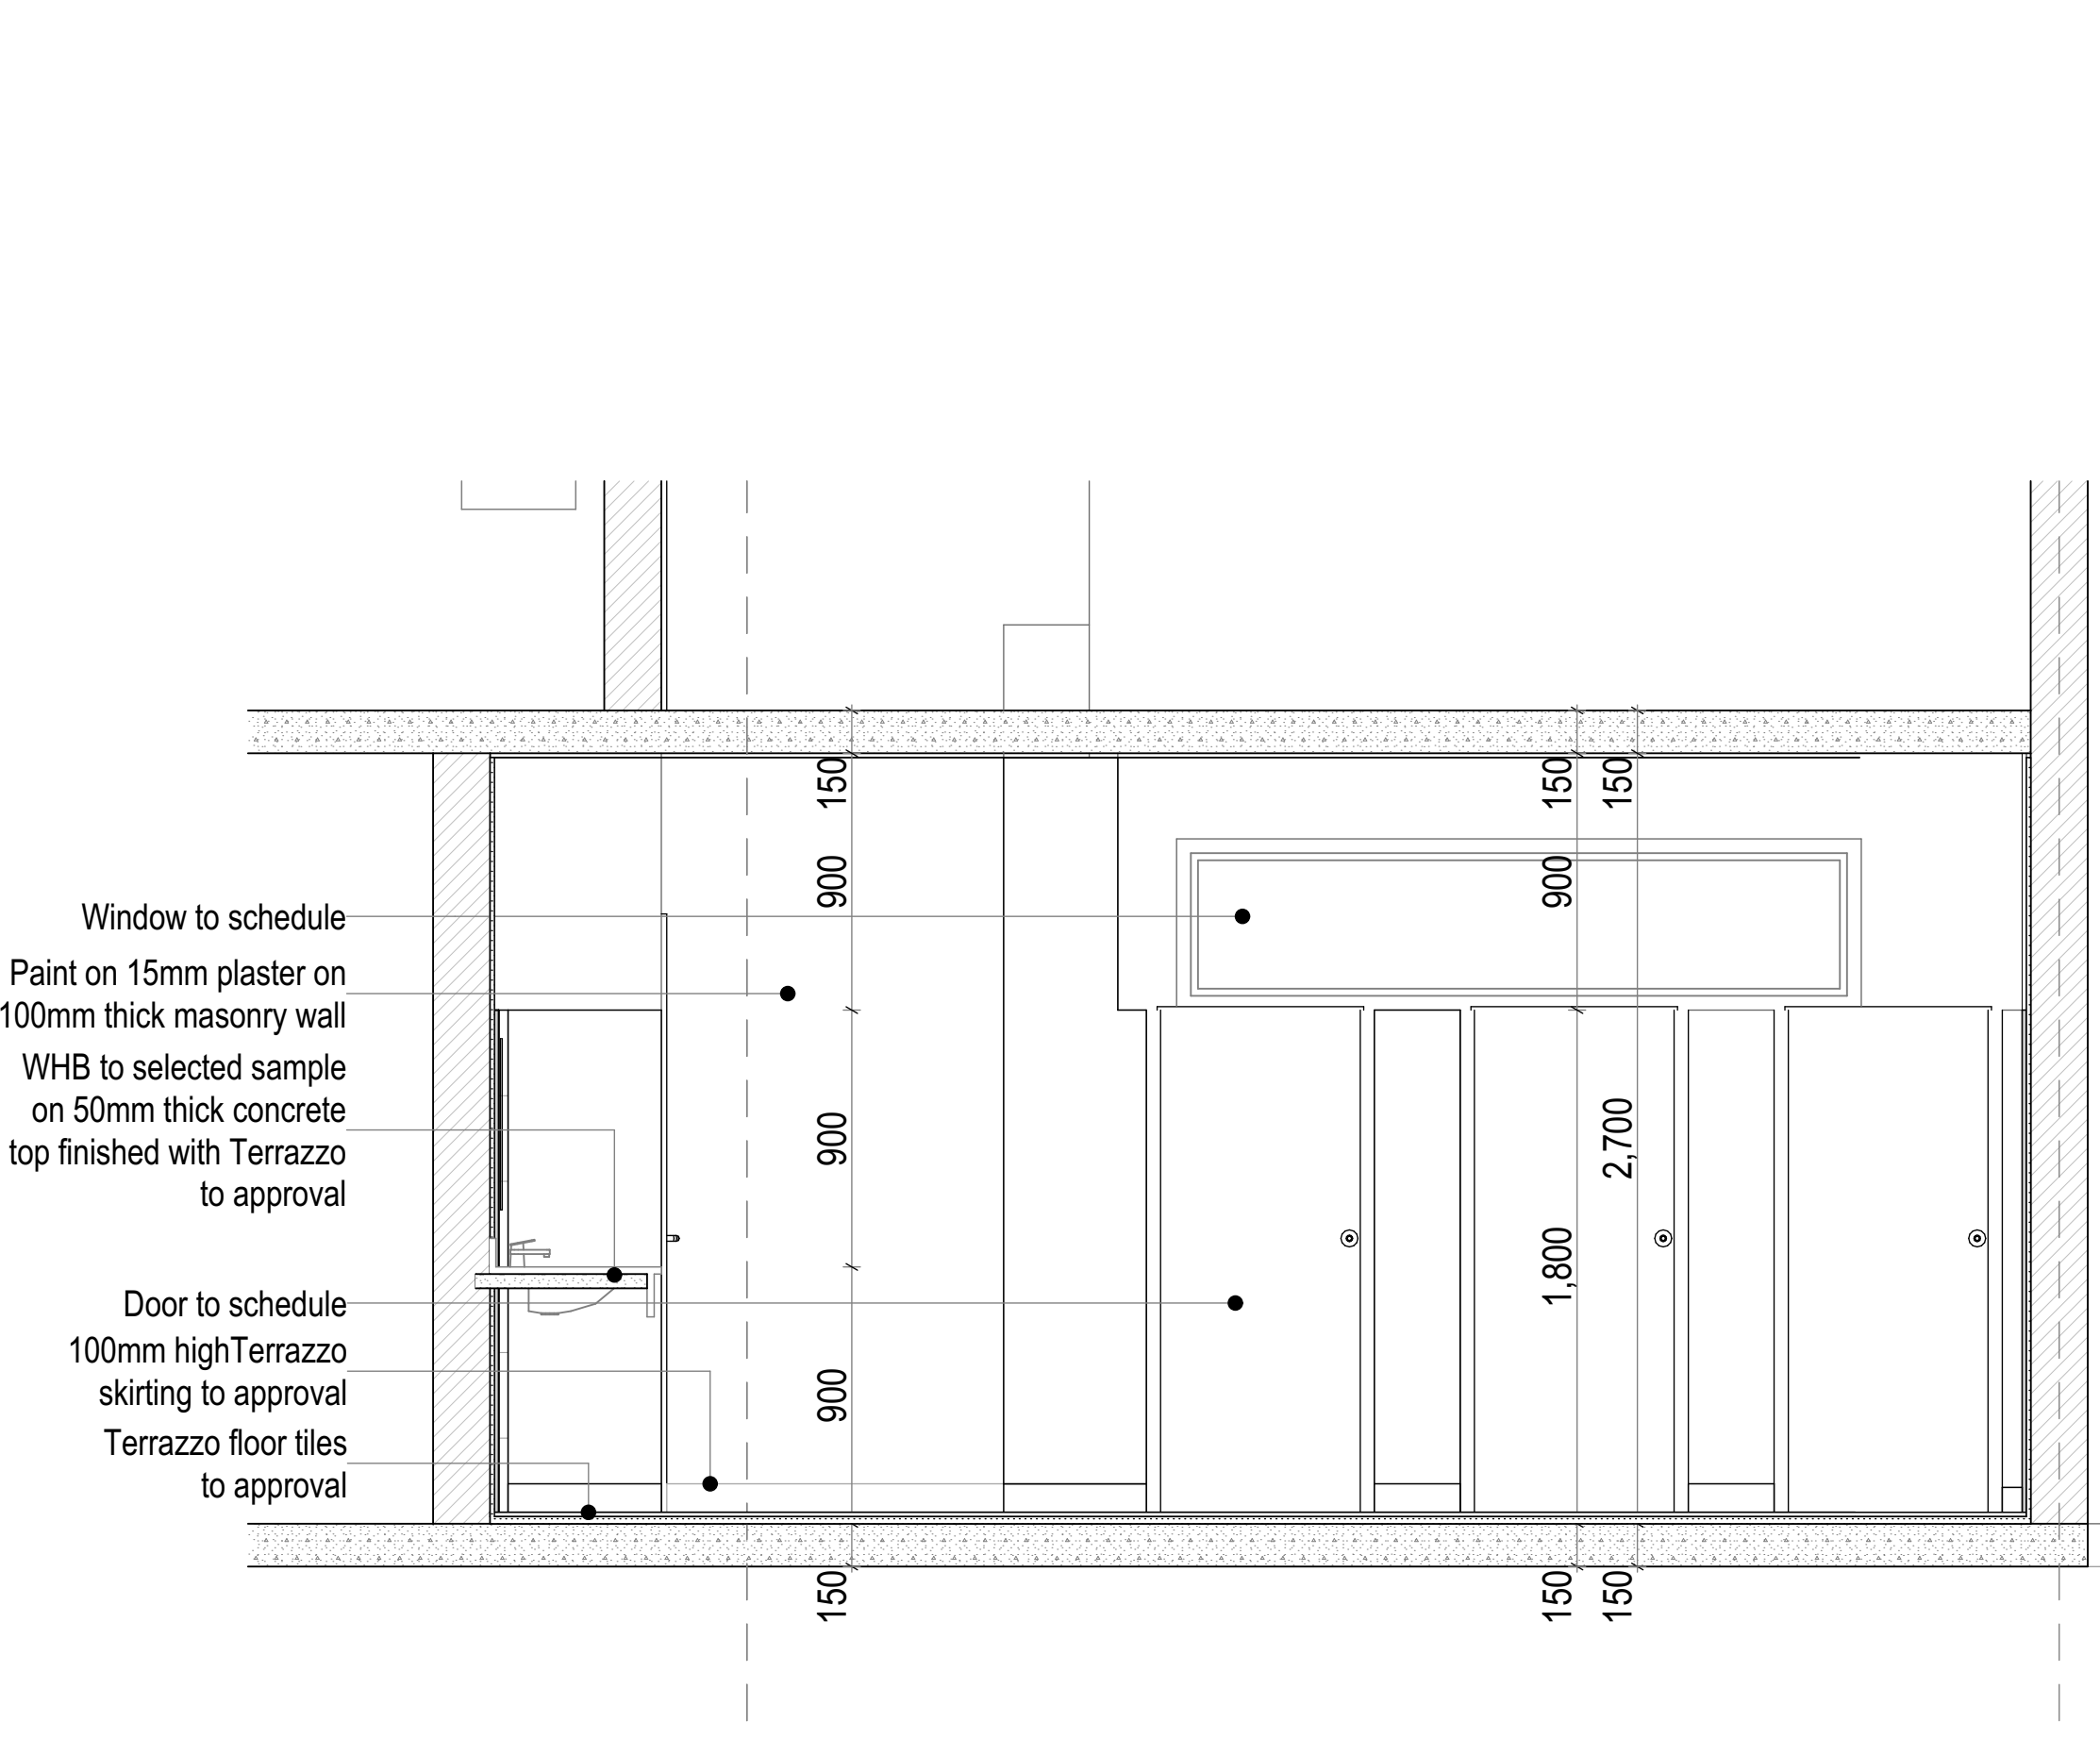 150
150
150
900
900
Window to schedule
Paint on 15mm plaster on
100mm thick masonry wall
WHB to selected sample
on 50mm thick concrete
top finished with Terrazzo
to approval
900
2,700
1,800
Door to schedule
100mm highTerrazzo
skirting to approval
900
Terrazzo floor tiles
to approval
150
150
150